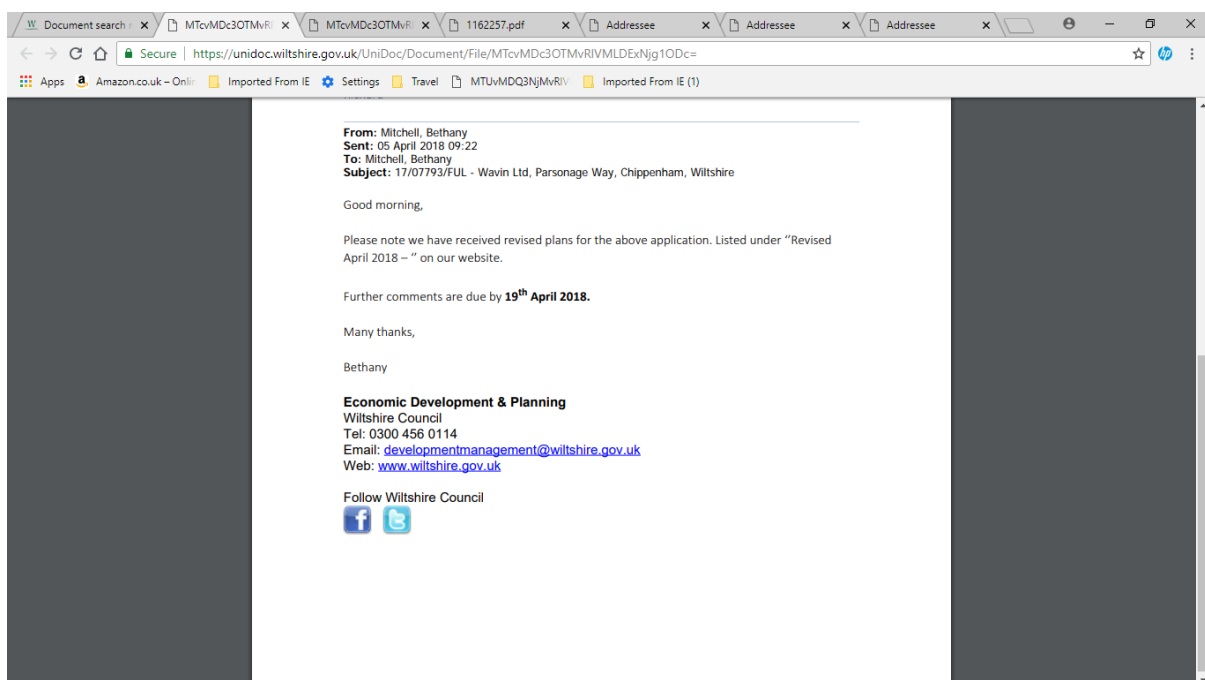 Document search r
MTcvMDc3OTMvRl
MTcvMDc3OTMvRl
1162257.pdf
Addressee
Addressee
Addressee
Secure | https://unidoc.wiltshire.gov.uk/UniDoc/Document/File/MTcvMDc3OTMvRlVMLDExNjg1ODc=
Apps
Amazon.co.uk – Onlin
Imported From IE
Settings
Travel
MTUvMDQ3NjMvRlV
Imported From IE (1)
From: Mitchell, Bethany
Sent: 05 April 2018 09:22
To: Mitchell, Bethany
Subject: 17/07793/FUL - Wavin Ltd, Parsonage Way, Chippenham, Wiltshire
Good morning,
Please note we have received revised plans for the above application. Listed under “Revised
April 2018 – ” on our website.
Further comments are due by 19th April 2018.
Many thanks,
Bethany
Economic Development & Planning
Wiltshire Council
Tel: 0300 456 0114
Email: developmentmanagement@wiltshire.gov.uk
Web: www.wiltshire.gov.uk
Follow Wiltshire Council